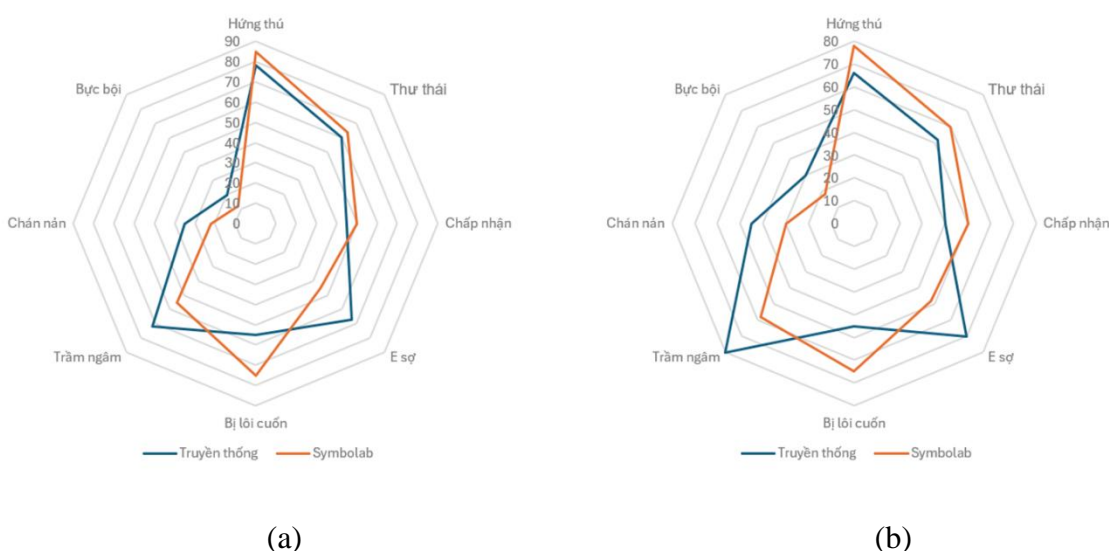 Hứng thú
90
80
70
60
50
40
30
20
10
0
Thư thái
Chấp nhận
E sợ
Bị lôi cuốn
Trầm ngâm
Chán nản
Bực bội
Truyền thống Symbolab
(a)
Hứng thú
80
70
60
50
40
30
20
10
0
Thư thái
Chấp nhận
E sợ
Bị lôi cuốn
Trầm ngâm
Chán nản
Bực bội
Truyền thống Symbolab
(b)